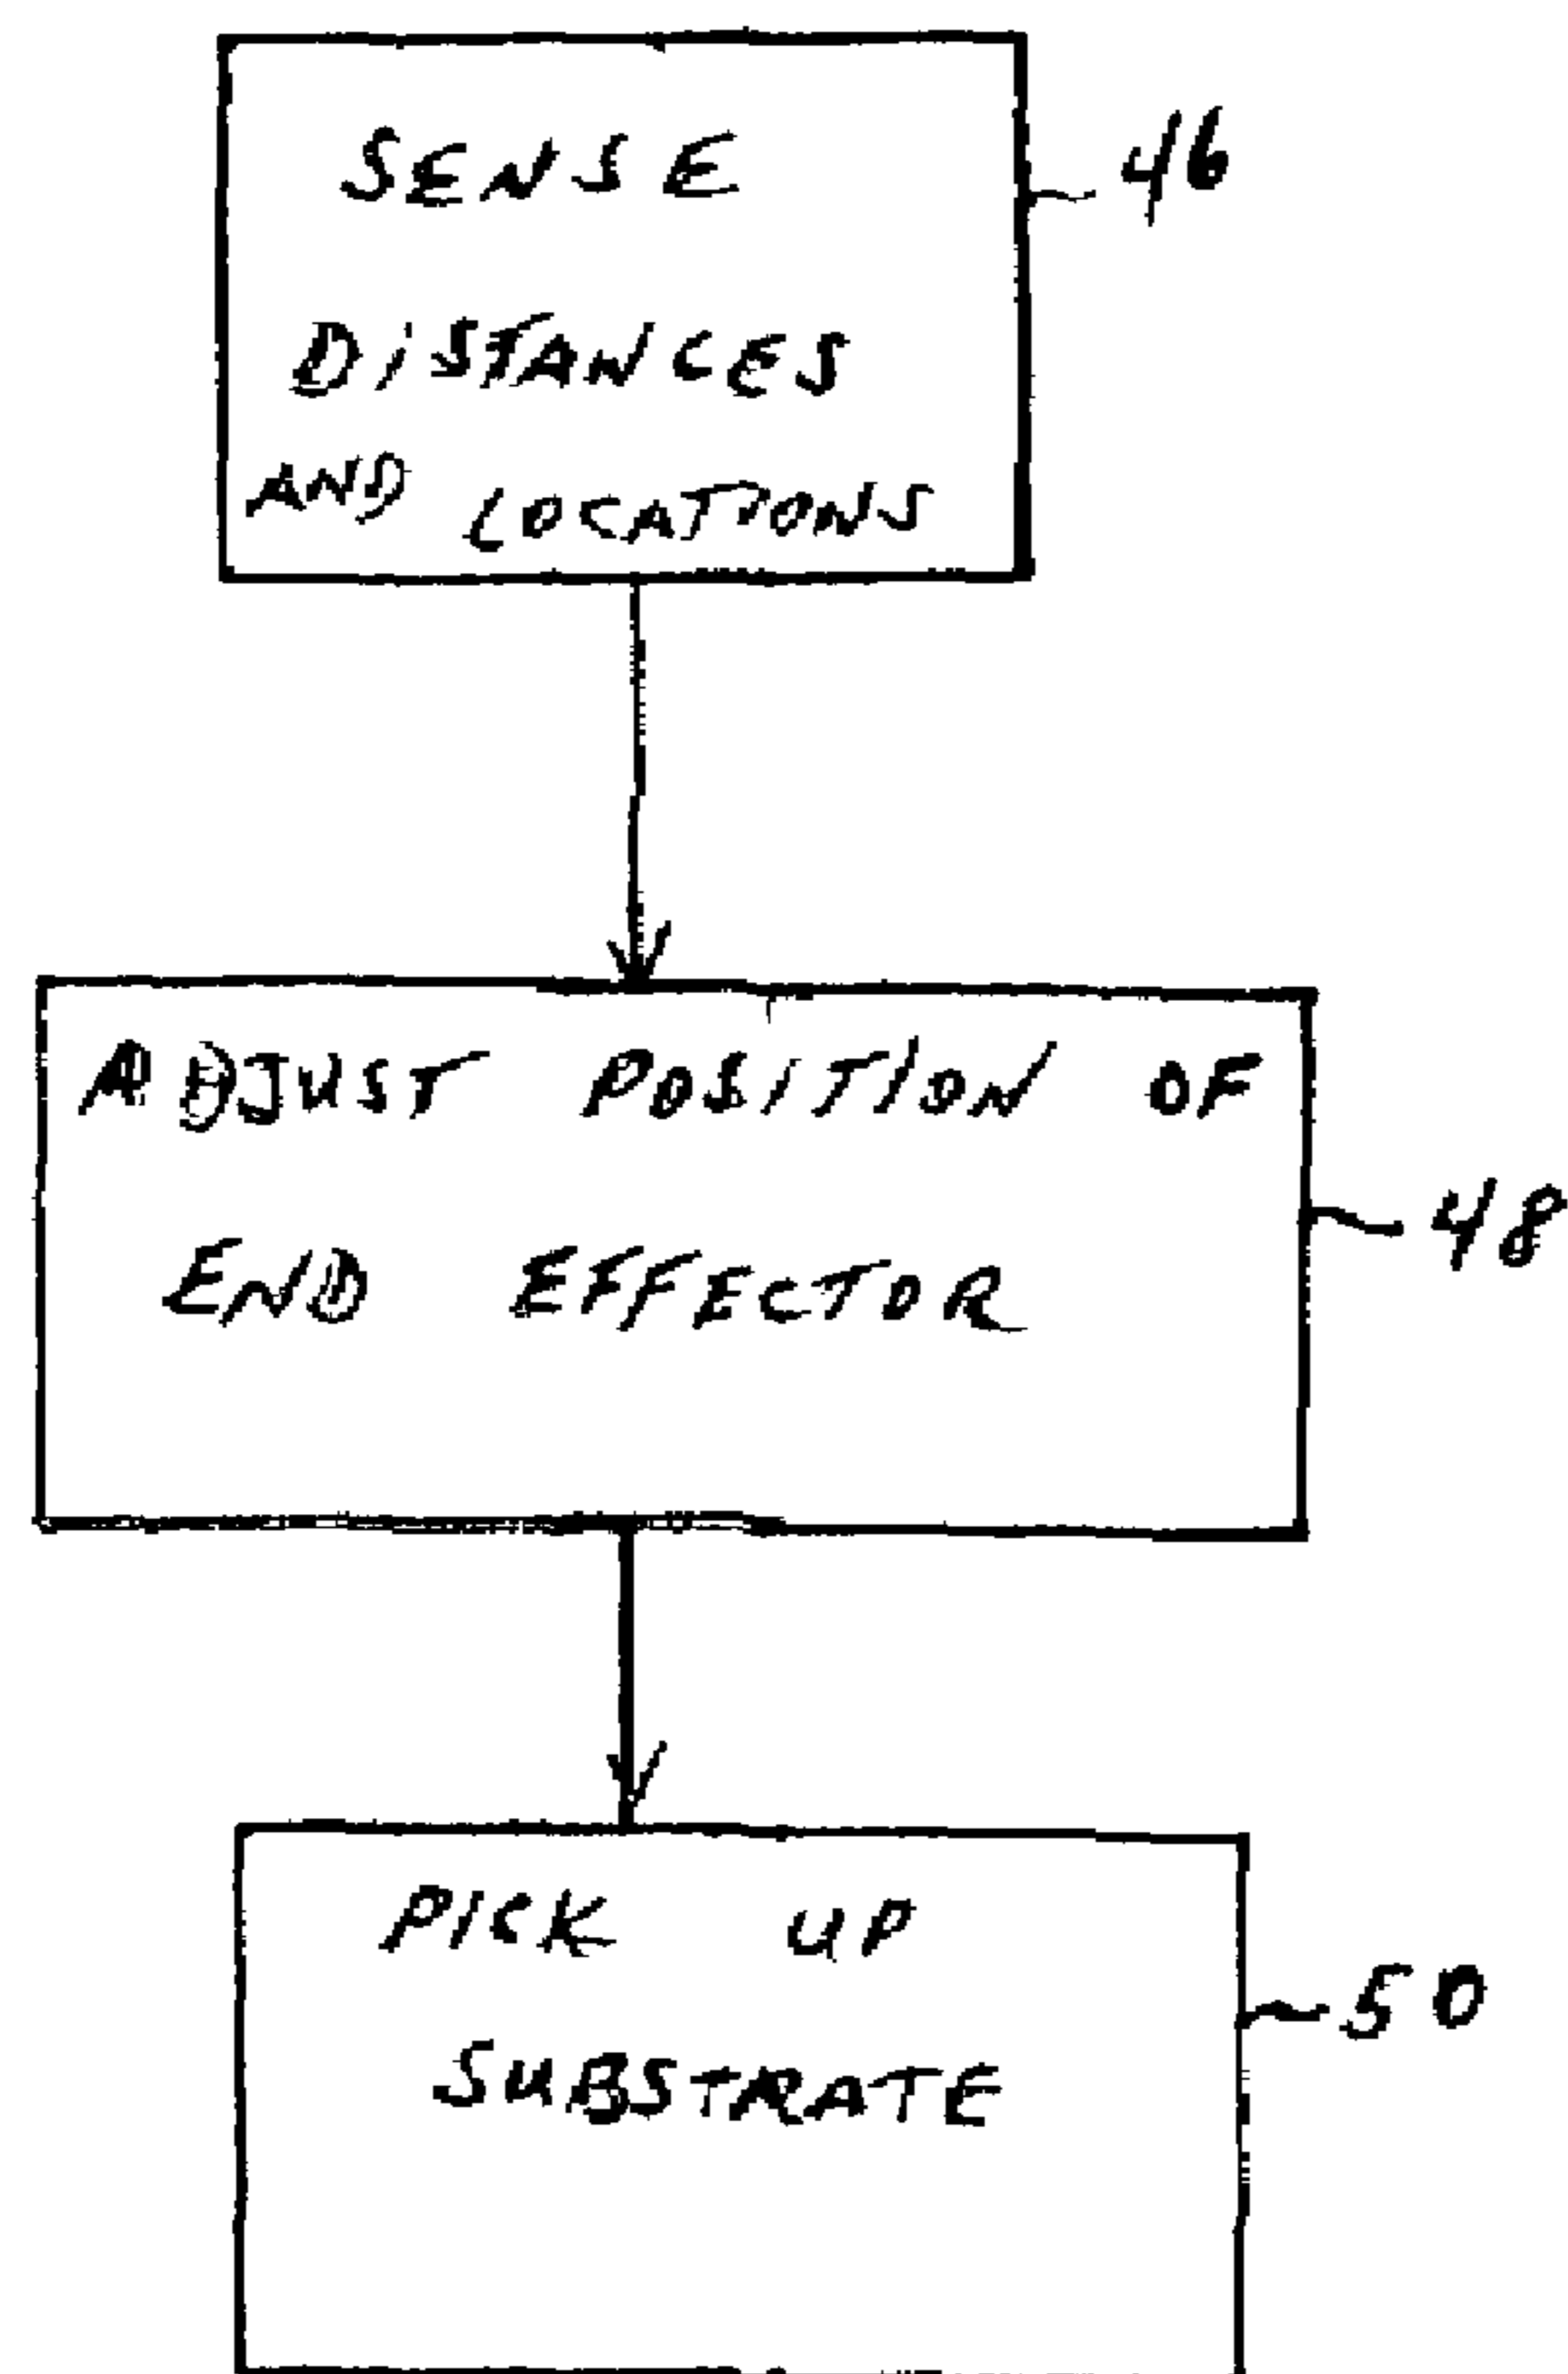 SENSE
46
DISTANCES
AND LOCATIONS
ADJUST POSITION OF
48
END EFFECTOR
PICK UP
50
SUBSTRATE